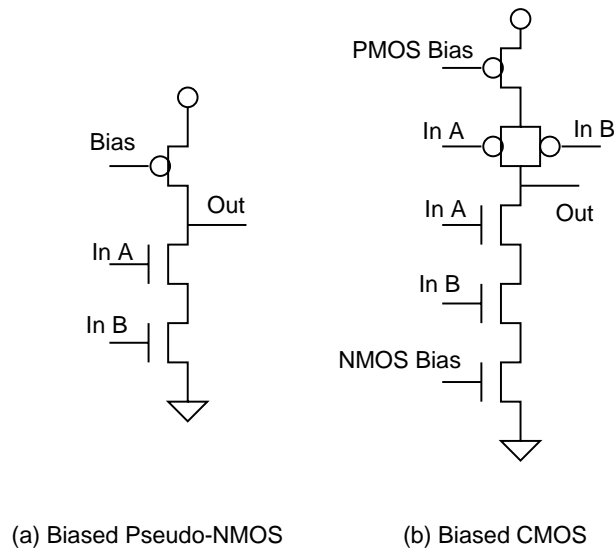 Bias
Out
In A
In B
(a) Biased Pseudo-NMOS
PMOS Bias
In A
In B
In A
Out
In B
NMOS Bias
(b) Biased CMOS